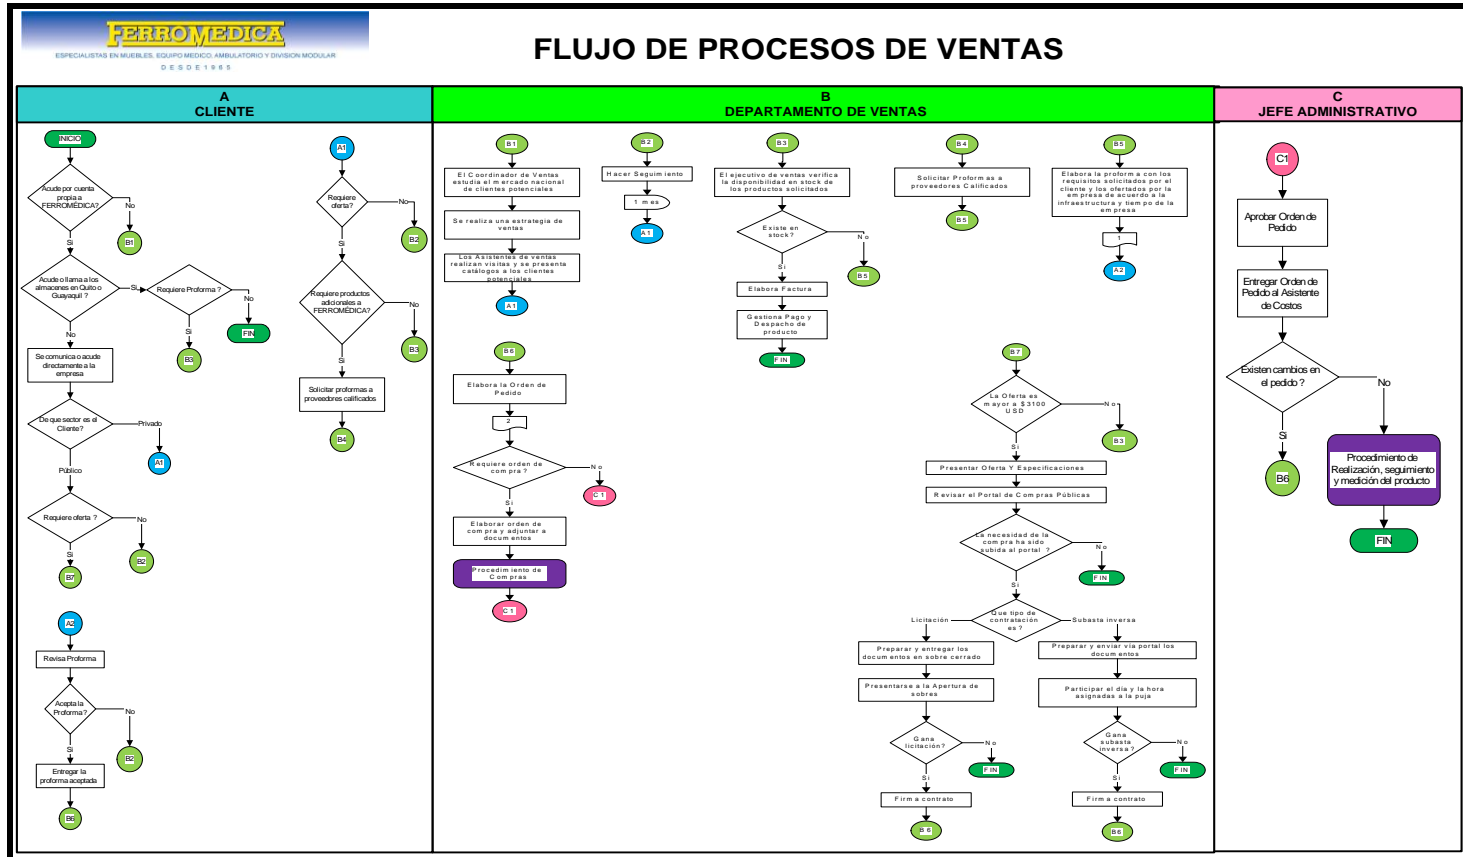 FERROMEDICA
ESPECIALISTAS EN MUEBLES, EQUIPO MEDICO, AMBULATORIO Y DIVISION MODULAR
DESDE 1965
FLUJO DE PROCESOS DE VENTAS
A
CLIENTE
INICIO
Acude por cuenta
propia a
FERROMÉDICA?
No
B1
Si
Acude o llama a los
almacenes en Quito o
Guayaquil ?
Si
Requiere Proforma ?
No
FIN
Si
B3
No
Se comunica o acude
directamente a la
empresa
De que sector es el
Cliente?
Privado
A1
Público
Requiere oferta ?
No
B2
Si
B7
A2
Revisa Proforma
Acepta la
Proforma ?
No
B2
Si
Entregar la
proforma aceptada
B6
A1
Requiere
oferta?
No
B2
Si
Requiere productos
adicionales a
FERROMÉDICA?
No
B3
Si
Solicitar proformas a
proveedores calificados
B4
B
DEPARTAMENTO DE VENTAS
B1
El Coordinador de Ventas
estudia el mercado nacional
de clientes potenciales
Se realiza una estrategia de
ventas
Los Asistentes de ventas
realizan visitas y se presenta
catálogos a los clientes
potenciales
A1
B2
Hacer Seguimiento
1 mes
A1
B3
El ejecutivo de ventas verifica
la disponibilidad en stock de
los productos solicitados
Existe en
stock?
No
B5
Si
Elabora Factura
Gestiona Pago y
Despacho de
producto
FIN
B4
Solicitar Proformas a
proveedores Calificados
B5
B5
Elabora la proforma con los
requisitos solicitados por el
cliente y los ofertados por la
empresa de acuerdo a la
infraestructura y tiempo de la
empresa
1
A2
B6
Elabora la Orden de
Pedido
2
Requiere orden de
compra ?
No
C1
Si
Elaborar orden de
compra y adjuntar a
documentos
Procedimiento de
Compras
C1
B7
La Oferta es
mayor a $3100
USD
No
B3
Si
Presentar Oferta Y Especificaciones
Revisar el Portal de Compras Públicas
La necesidad de la
compra ha sido
subida al portal ?
No
FIN
Si
Que tipo de
contratación
es ?
Licitación
Subasta inversa
Preparar y entregar los
documentos en sobre cerrado
Presentarse a la Apertura de
sobres
Gana
licitación?
No
FIN
Si
Firma contrato
B6
Preparar y enviar vía portal los
documentos
Participar el día y la hora
asignadas a la puja
Gana
subasta
inversa?
No
FIN
Si
Firma contrato
B6
C
JEFE ADMINISTRATIVO
C1
Aprobar Orden de
Pedido
Entregar Orden de
Pedido al Asistente
de Costos
Existen cambios en
el pedido ?
No
Si
B6
Procedimiento de
Realización, seguimiento
y medición del producto
FIN